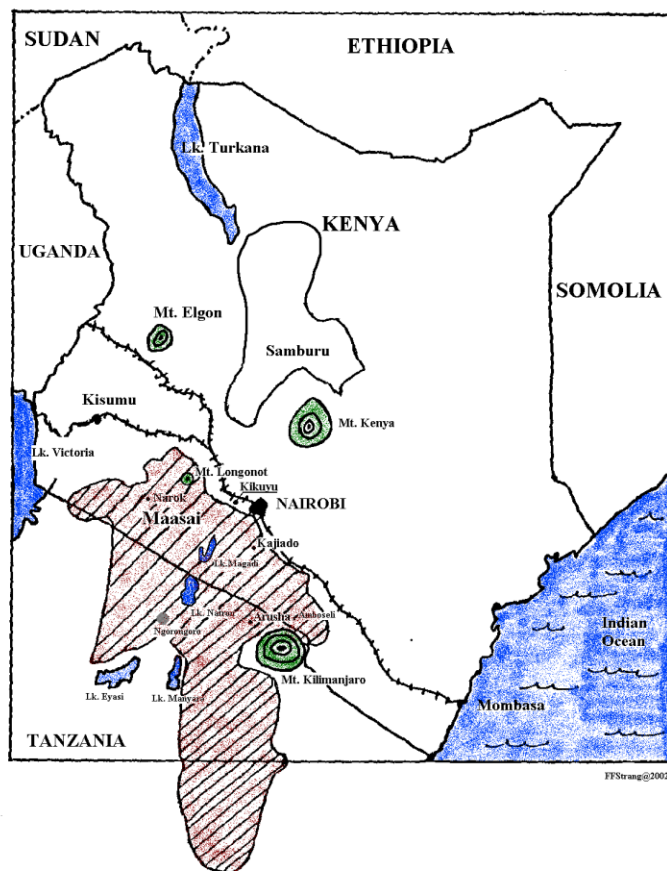 SUDAN
ETHIOPIA
Lk. Turkana
KENYA
UGANDA
SOMOLIA
Mt. Elgon
Samburu
Kisumu
Mt. Kenya
Lk. Victoria
Mt. Longonot
Kikuyu
Narok
NAIROBI
Maasai
Kajiado
Lk. Magadi
Lk. Natron
Arusha
Amboseli
Ngorongoro
Indian
Ocean
Lk. Eyasi
Lk. Manyara
Mt. Kilimanjaro
Mombasa
TANZANIA
FFStrang@2002